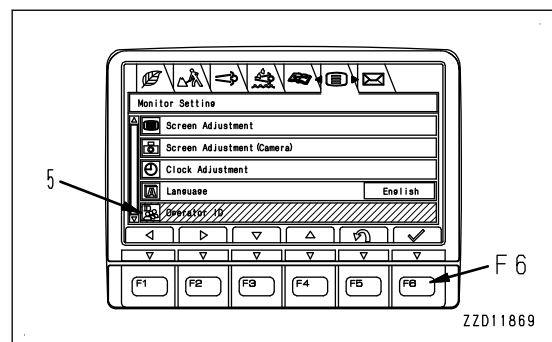 Monitor Setting
Screen Adjustment
Screen Adjustment(Camera)
Clock Adjustment
A Language English
5 Operator ID
F1 F2 F3 F4 F5 F6
F6
ZZD11869